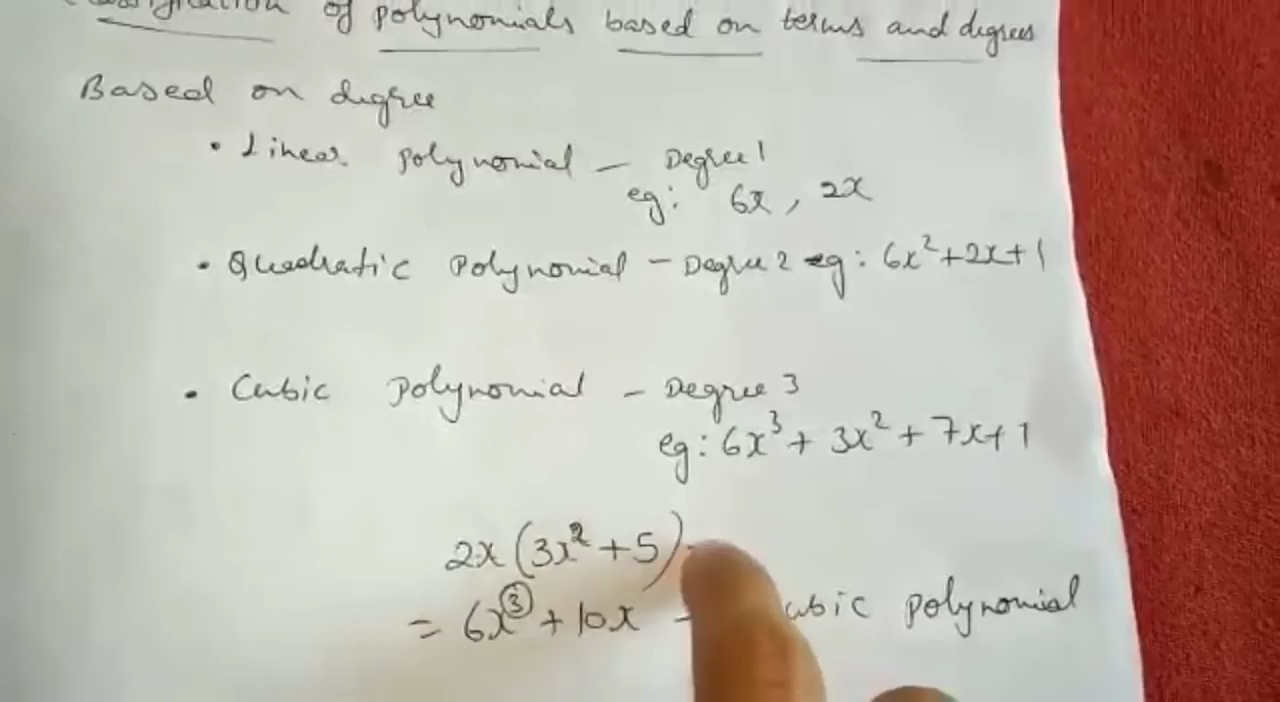 of polynomials based on terms and degrees
Based on degree
• Linear polynomial – Degree 1
eg: 6x, 2x
• Quadratic polynomial – Degree 2 eg: 6x²+2x+1
• Cubic polynomial – Degree 3
eg: 6x³+ 3x²+ 7x+1
2x(3x²+5)
= 6x³+10x – ubic polynomial